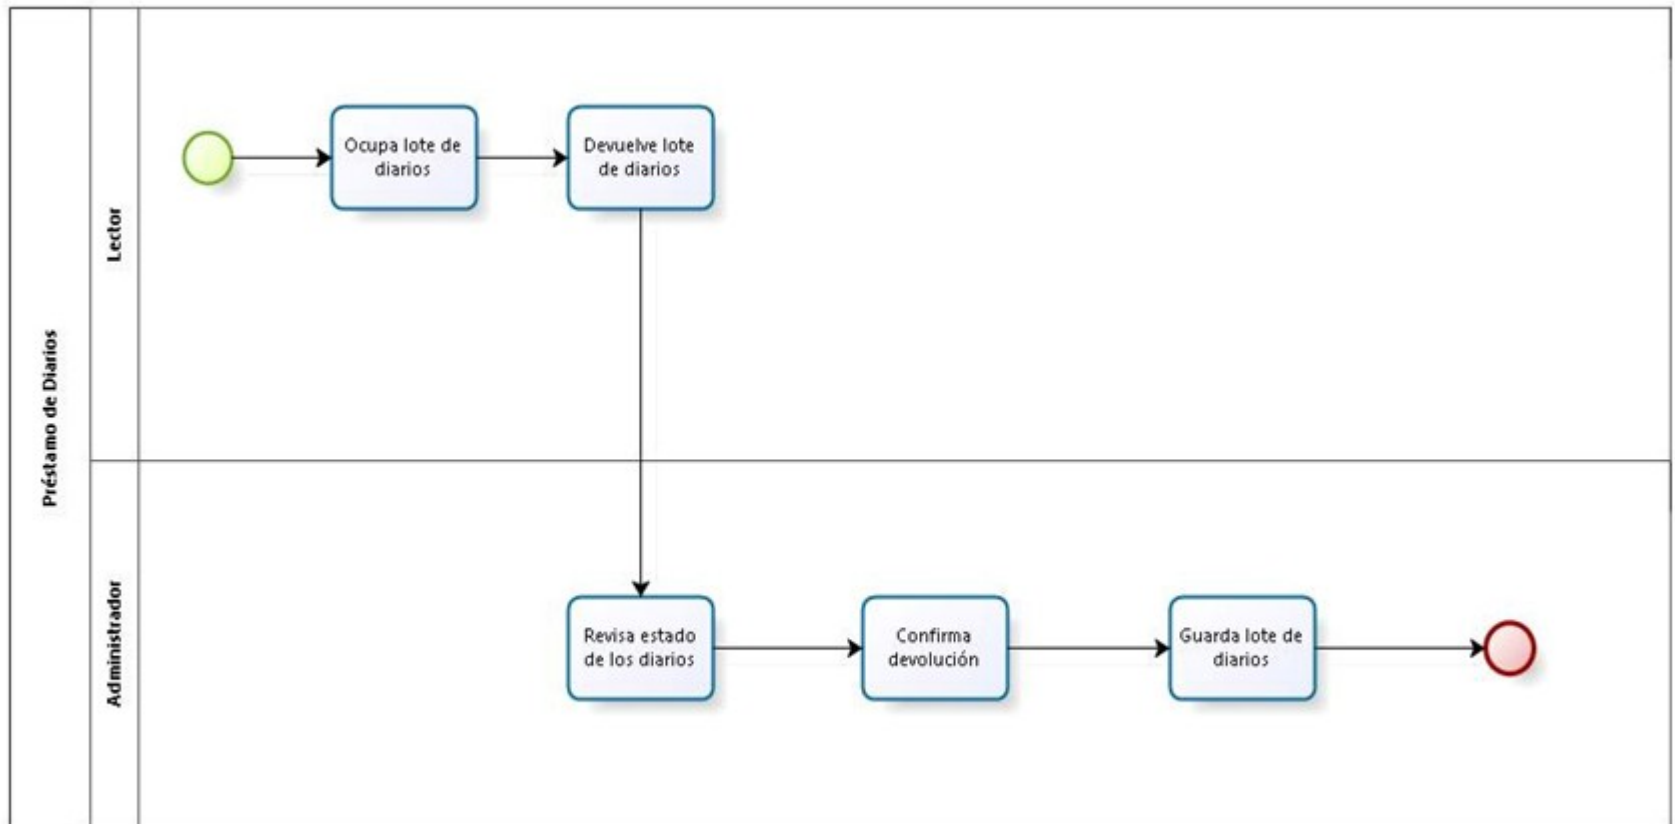 Préstamo de Diarios
Lector
Ocupa lote de
diarios
Devuelve lote
de diarios
Administrador
Revisa estado
de los diarios
Confirma
devolución
Guarda lote de
diarios